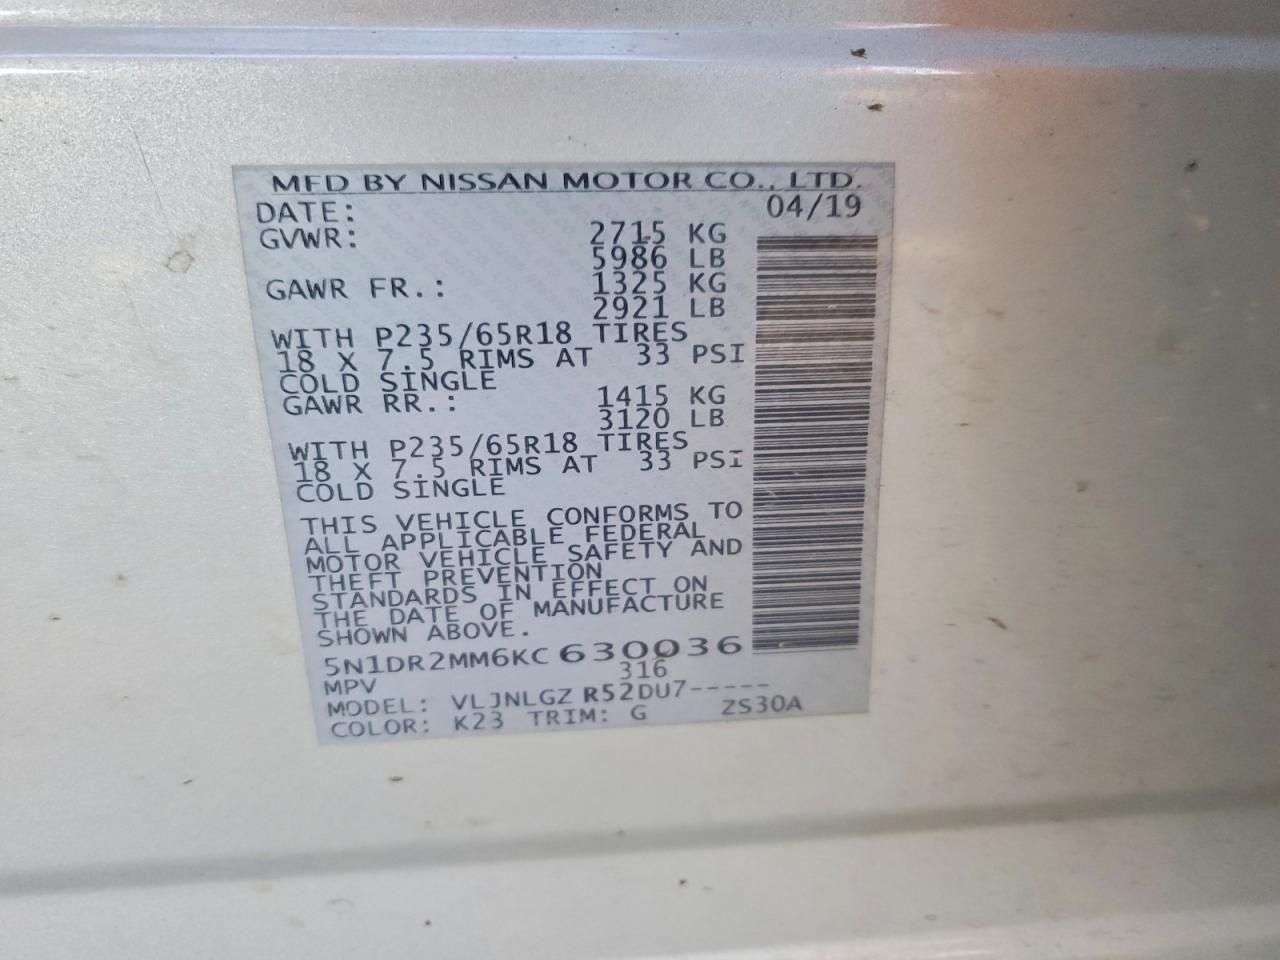 MFD BY NISSAN MOTOR CO., LTD.
DATE: 04/19
GVWR: 2715 KG
5986 LB
GAWR FR.: 1325 KG
2921 LB
WITH P235/65R18 TIRES
18 X 7.5 RIMS AT 33 PSI
COLD SINGLE
GAWR RR.: 1415 KG
3120 LB
WITH P235/65R18 TIRES
18 X 7.5 RIMS AT 33 PSI
COLD SINGLE
THIS VEHICLE CONFORMS TO
ALL APPLICABLE FEDERAL
MOTOR VEHICLE SAFETY AND
THEFT PREVENTION
STANDARDS IN EFFECT ON
THE DATE OF MANUFACTURE
SHOWN ABOVE.
5N1DR2MM6KC630036
MPV 316
MODEL: VLJNLGZ R52DU7-----
COLOR: K23 TRIM: G ZS30A